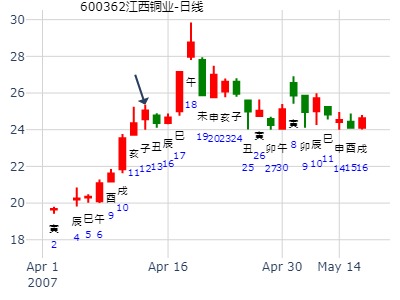 600362江西铜业-日线
30
28
26
24
22
20
18
寅
2
辰
4
巳
5
午
6
酉
9
戌
10
亥
11
子
12
丑
13
辰
16
巳
17
午
18
未
19
申
20
亥
23
子
24
丑
25
寅
26
卯
27
午
30
寅
8
卯
9
辰
10
巳
11
申
14
酉
15
戌
16
Apr 1
2007
Apr 16
Apr 30
May 14